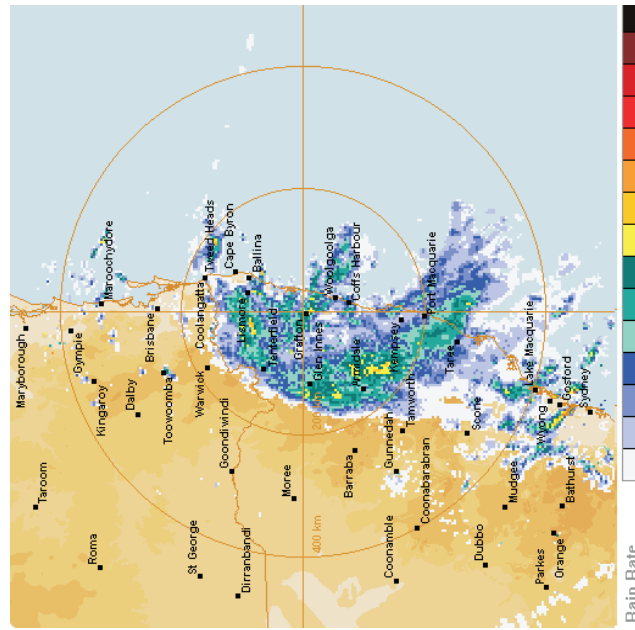 Maryborough
Gympie
Kingaroy
Maroochydore
Dalby
Brisbane
Toowoomba
Taroom
Roma
Coolangatta
Tweed Heads
Cape Byron
Ballina
Lismore
Warwick
Tenterfield
Goondiwindi
St George
Dirranbandi
Grafton
Woolgoolga
Coffs Harbour
Glen Innes
Moree
Armidale
Barraba
Kempsey
Port Macquarie
Tamworth
Gunnedah
Coonabarabran
Coonamble
Taree
Scone
Dubbo
Lake Macquarie
Wyong
Gosford
Sydney
Mudgee
Bathurst
Parkes
Orange
400 km
Rain Rate